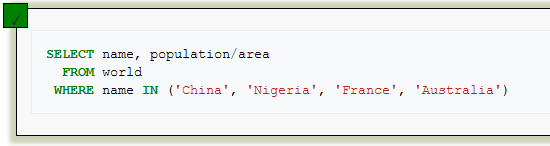 ✓
SELECT name, population/area
FROM world
WHERE name IN ('China', 'Nigeria', 'France', 'Australia')